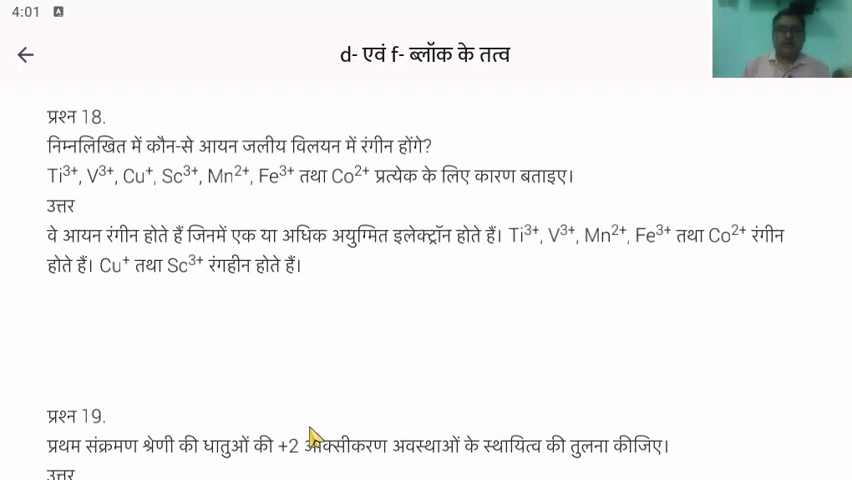 4:01 A
d- एवं f- ब्लॉक के तत्व
प्रश्न 18.
निम्नलिखित में कौन-से आयन जलीय विलयन में रंगीन होंगे?
Ti³⁺, V³⁺, Cu⁺, Sc³⁺, Mn²⁺, Fe³⁺ तथा Co²⁺ प्रत्येक के लिए कारण बताइए।
उत्तर
वे आयन रंगीन होते हैं जिनमें एक या अधिक अयुग्मित इलेक्ट्रॉन होते हैं। Ti³⁺, V³⁺, Mn²⁺, Fe³⁺ तथा Co²⁺ रंगीन
होते हैं। Cu⁺ तथा Sc³⁺ रंगहीन होते हैं।
प्रश्न 19.
प्रथम संक्रमण श्रेणी की धातुओं की +2 ऑक्सीकरण अवस्थाओं के स्थायित्व की तुलना कीजिए।
उत्तर